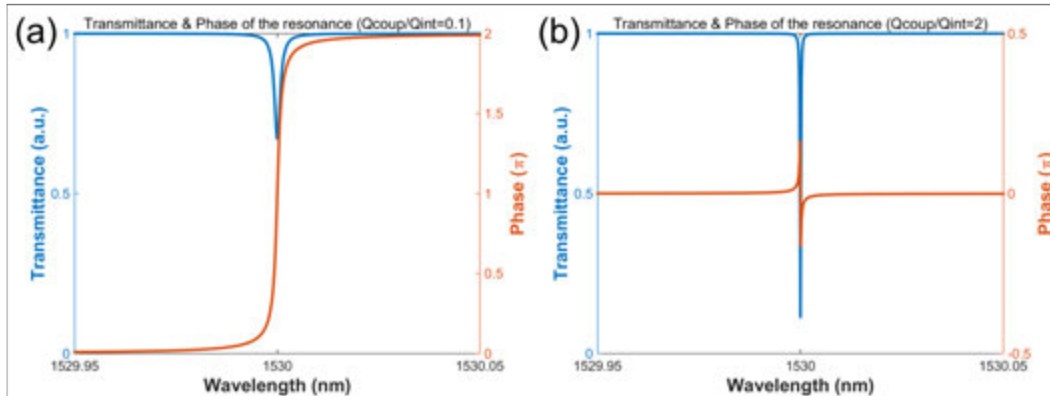 (a)
Transmittance & Phase of the resonance (Qcoup/Qint=0.1)
1
0.5
0
Transmittance (a.u.)
2
1.5
1
0.5
0
Phase (π)
1529.95
1530
1530.05
Wavelength (nm)
(b)
Transmittance & Phase of the resonance (Qcoup/Qint=2)
1
0.5
0
Transmittance (a.u.)
0.5
0
-0.5
Phase (π)
1529.95
1530
1530.05
Wavelength (nm)